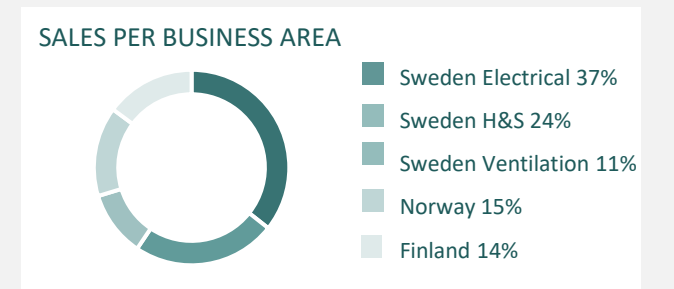 SALES PER BUSINESS AREA
Sweden Electrical 37%
Sweden H&S 24%
Sweden Ventilation 11%
Norway 15%
Finland 14%